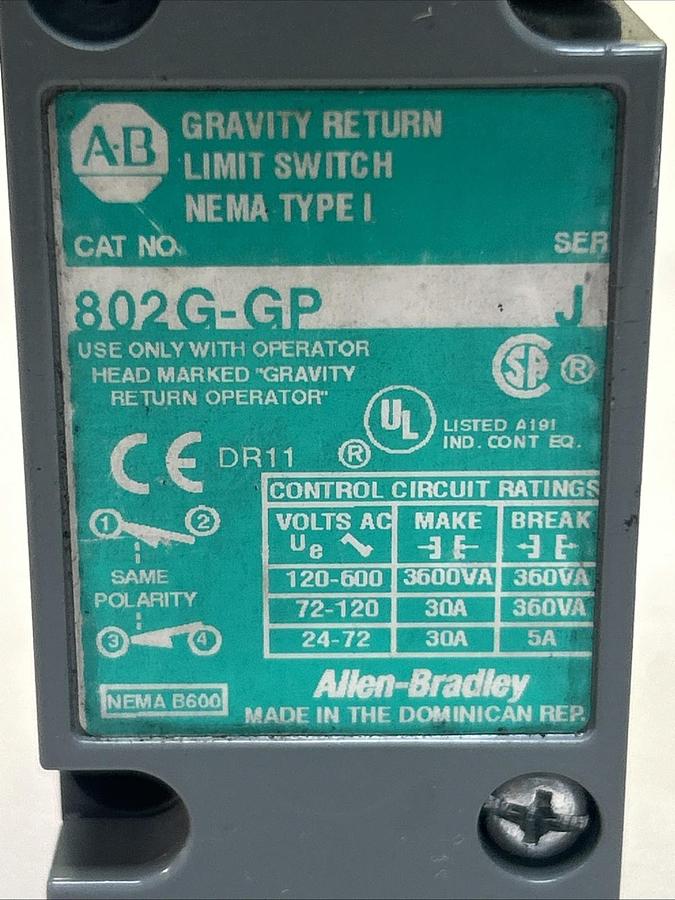 A-B
GRAVITY RETURN
LIMIT SWITCH
NEMA TYPE I
CAT NO. SER
802G-GP J
USE ONLY WITH OPERATOR
HEAD MARKED "GRAVITY
RETURN OPERATOR"
SA ®
UL ®
LISTED A191
IND. CONT EQ.
CE DR11
CONTROL CIRCUIT RATINGS
VOLTS AC MAKE BREAK
Ue
120-600 3600VA 360VA
72-120 30A 360VA
24-72 30A 5A
1 2
SAME
POLARITY
3 4
NEMA B600
Allen-Bradley
MADE IN THE DOMINICAN REP.